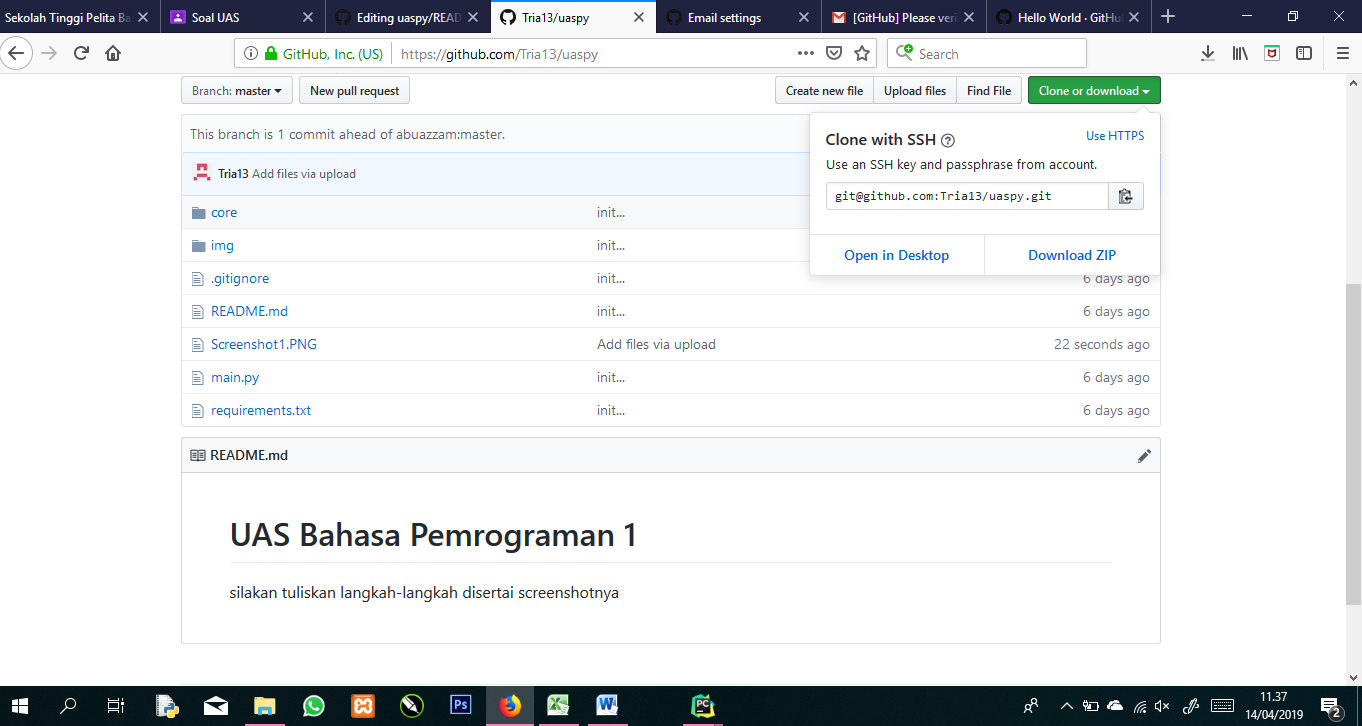 Sekolah Tinggi Pelita Ba
Soal UAS
Editing uaspy/READ
Tria13/uaspy
Email settings
[GitHub] Please veri
Hello World · GitHu
GitHub, Inc. (US)
https://github.com/Tria13/uaspy
Search
Branch: master
New pull request
Create new file
Upload files
Find File
Clone or download
This branch is 1 commit ahead of abuazzam:master.
Clone with SSH
Use HTTPS
Use an SSH key and passphrase from account.
git@github.com:Tria13/uaspy.git
Open in Desktop
Download ZIP
Tria13 Add files via upload
core init...
img init...
.gitignore init... 6 days ago
README.md init... 6 days ago
Screenshot1.PNG Add files via upload 22 seconds ago
main.py init... 6 days ago
requirements.txt init... 6 days ago
README.md
UAS Bahasa Pemrograman 1
silakan tuliskan langkah-langkah disertai screenshotnya
Ps
PC
11.37
14/04/2019
2